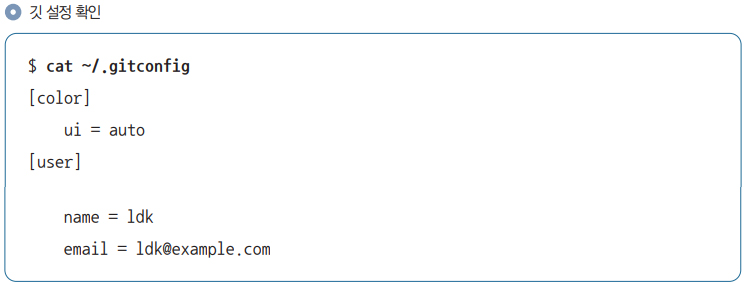 깃 설정 확인
$ cat ~/.gitconfig
[color]
    ui = auto
[user]
    name = ldk
    email = ldk@example.com